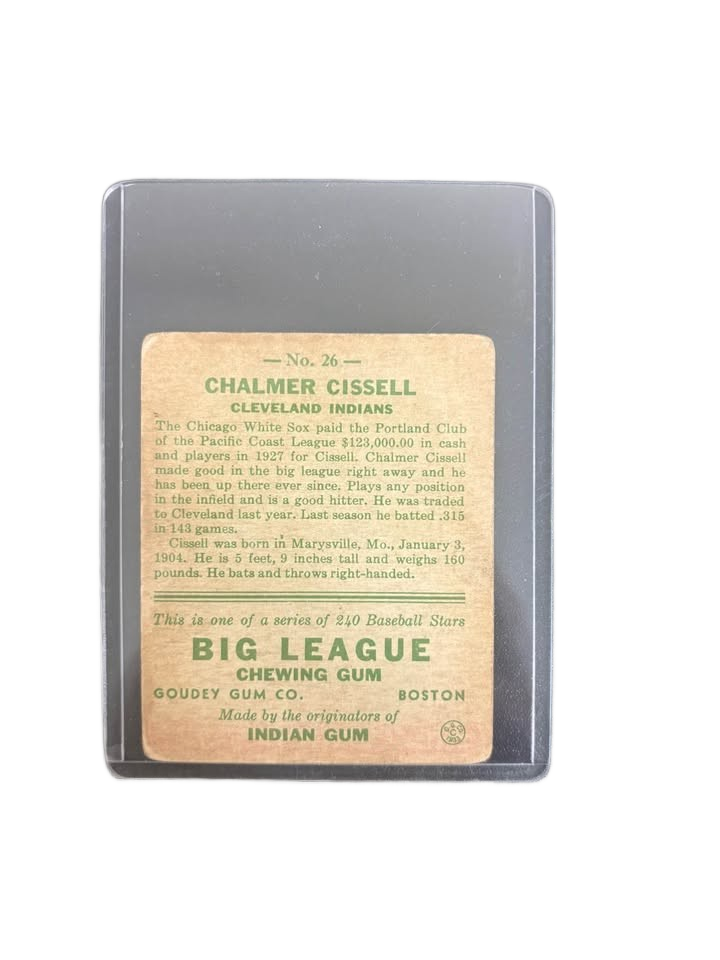 — No. 26 —
CHALMER CISSELL
CLEVELAND INDIANS
The Chicago White Sox paid the Portland Club
of the Pacific Coast League $123,000.00 in cash
and players in 1927 for Cissell. Chalmer Cissell
made good in the big league right away and he
has been up there ever since. Plays any position
in the infield and is a good hitter. He was traded
to Cleveland last year. Last season he batted .315
in 143 games.
Cissell was born in Marysville, Mo., January 3,
1904. He is 5 feet, 9 inches tall and weighs 160
pounds. He bats and throws right-handed.
This is one of a series of 240 Baseball Stars
BIG LEAGUE
CHEWING GUM
GOUDEY GUM CO. BOSTON
Made by the originators of
INDIAN GUM